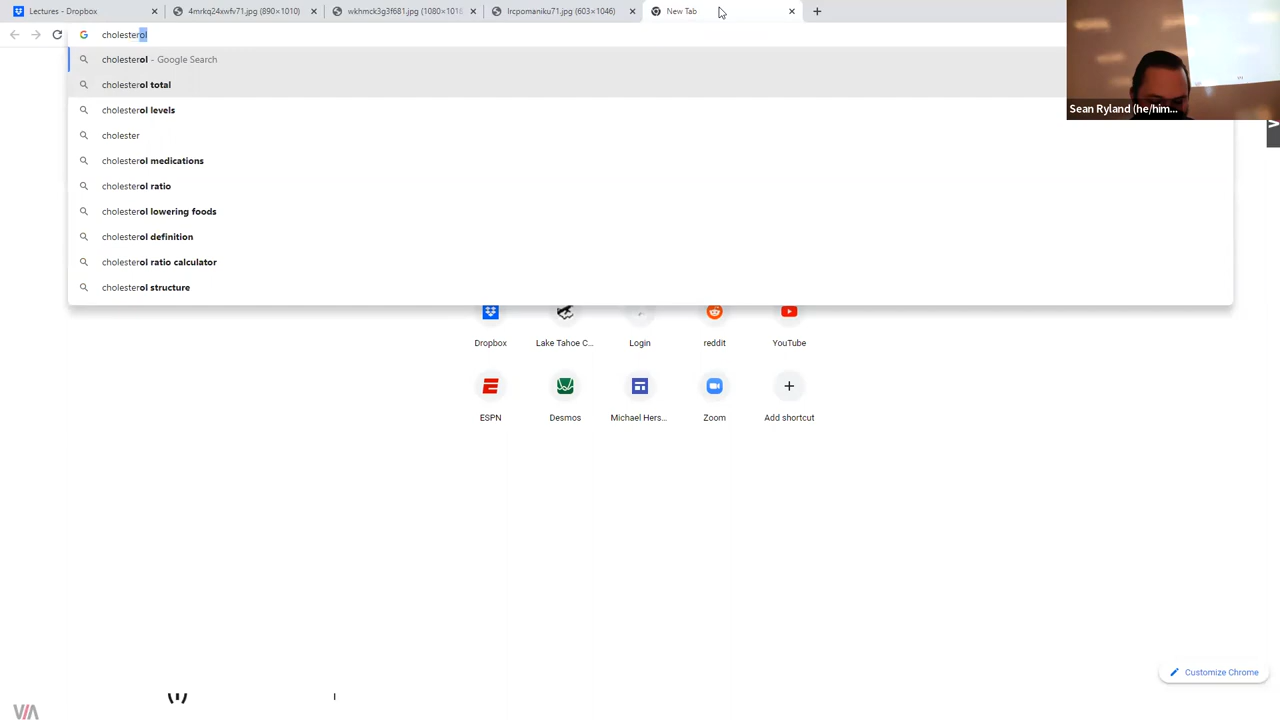 Lectures - Dropbox
4mrkq24xwfv71.jpg (890×1010)
wkhmck3g3f681.jpg (1080×1018
lrcpomaniku71.jpg (603×1046)
New Tab
cholesterol
cholesterol - Google Search
cholesterol total
cholesterol levels
cholester
cholesterol medications
cholesterol ratio
cholesterol lowering foods
cholesterol definition
cholesterol ratio calculator
cholesterol structure
Sean Ryland (he/him...
Dropbox
Lake Tahoe C...
Login
reddit
YouTube
ESPN
Desmos
Michael Hers...
Zoom
Add shortcut
Customize Chrome
VIA